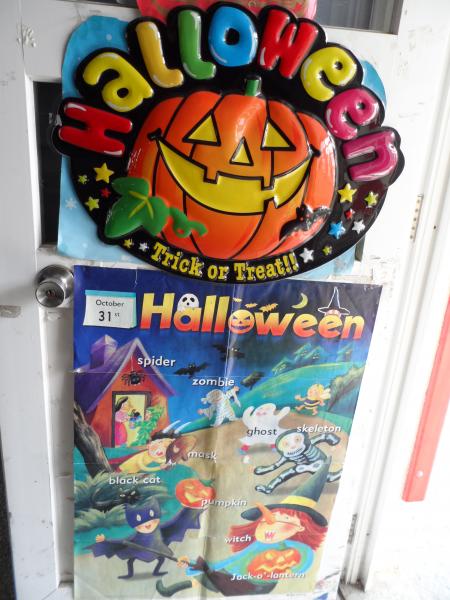 Halloween
Trick or Treat!!
October
31st
Halloween
spider
zombie
ghost
skeleton
mask
black cat
pumpkin
witch
Jack-o'-lantern